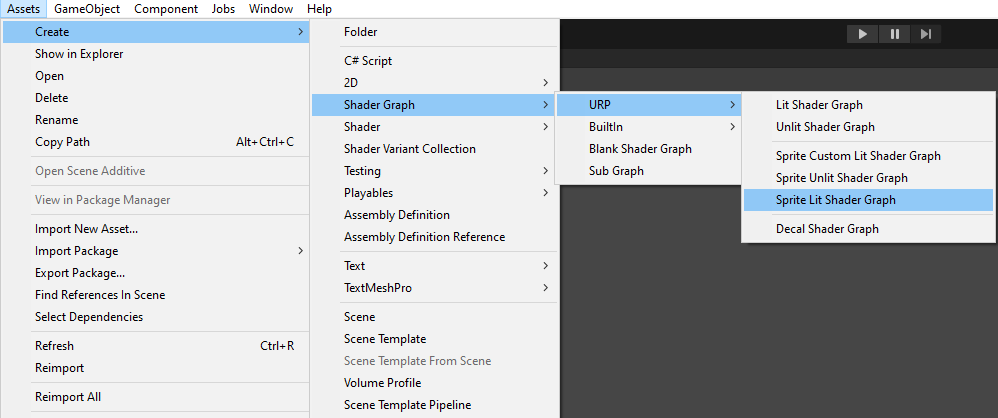 Assets GameObject Component Jobs Window Help
Create
Show in Explorer
Open
Delete
Rename
Copy Path Alt+Ctrl+C
Open Scene Additive
View in Package Manager
Import New Asset...
Import Package
Export Package...
Find References In Scene
Select Dependencies
Refresh Ctrl+R
Reimport
Reimport All
Folder
C# Script
2D
Shader Graph
Shader
Shader Variant Collection
Testing
Playables
Assembly Definition
Assembly Definition Reference
Text
TextMeshPro
Scene
Scene Template
Scene Template From Scene
Volume Profile
Scene Template Pipeline
URP
BuiltIn
Blank Shader Graph
Sub Graph
Lit Shader Graph
Unlit Shader Graph
Sprite Custom Lit Shader Graph
Sprite Unlit Shader Graph
Sprite Lit Shader Graph
Decal Shader Graph